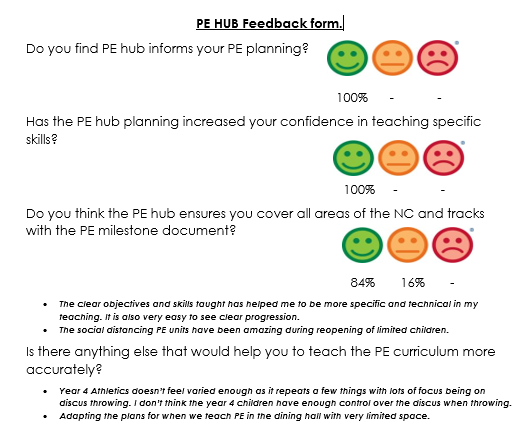 PE HUB Feedback form.
Do you find PE hub informs your PE planning?
100% - -
Has the PE hub planning increased your confidence in teaching specific
skills?
100% - -
Do you think the PE hub ensures you cover all areas of the NC and tracks
with the PE milestone document?
84% 16% -
• The clear objectives and skills taught has helped me to be more specific and technical in my
teaching. It is also very easy to see clear progression.
• The social distancing PE units have been amazing during reopening of limited children.
Is there anything else that would help you to teach the PE curriculum more
accurately?
• Year 4 Athletics doesn't feel varied enough as it repeats a few things with lots of focus being on
discus throwing. I don't think the year 4 children have enough control over the discus when throwing.
• Adapting the plans for when we teach PE in the dining hall with very limited space.